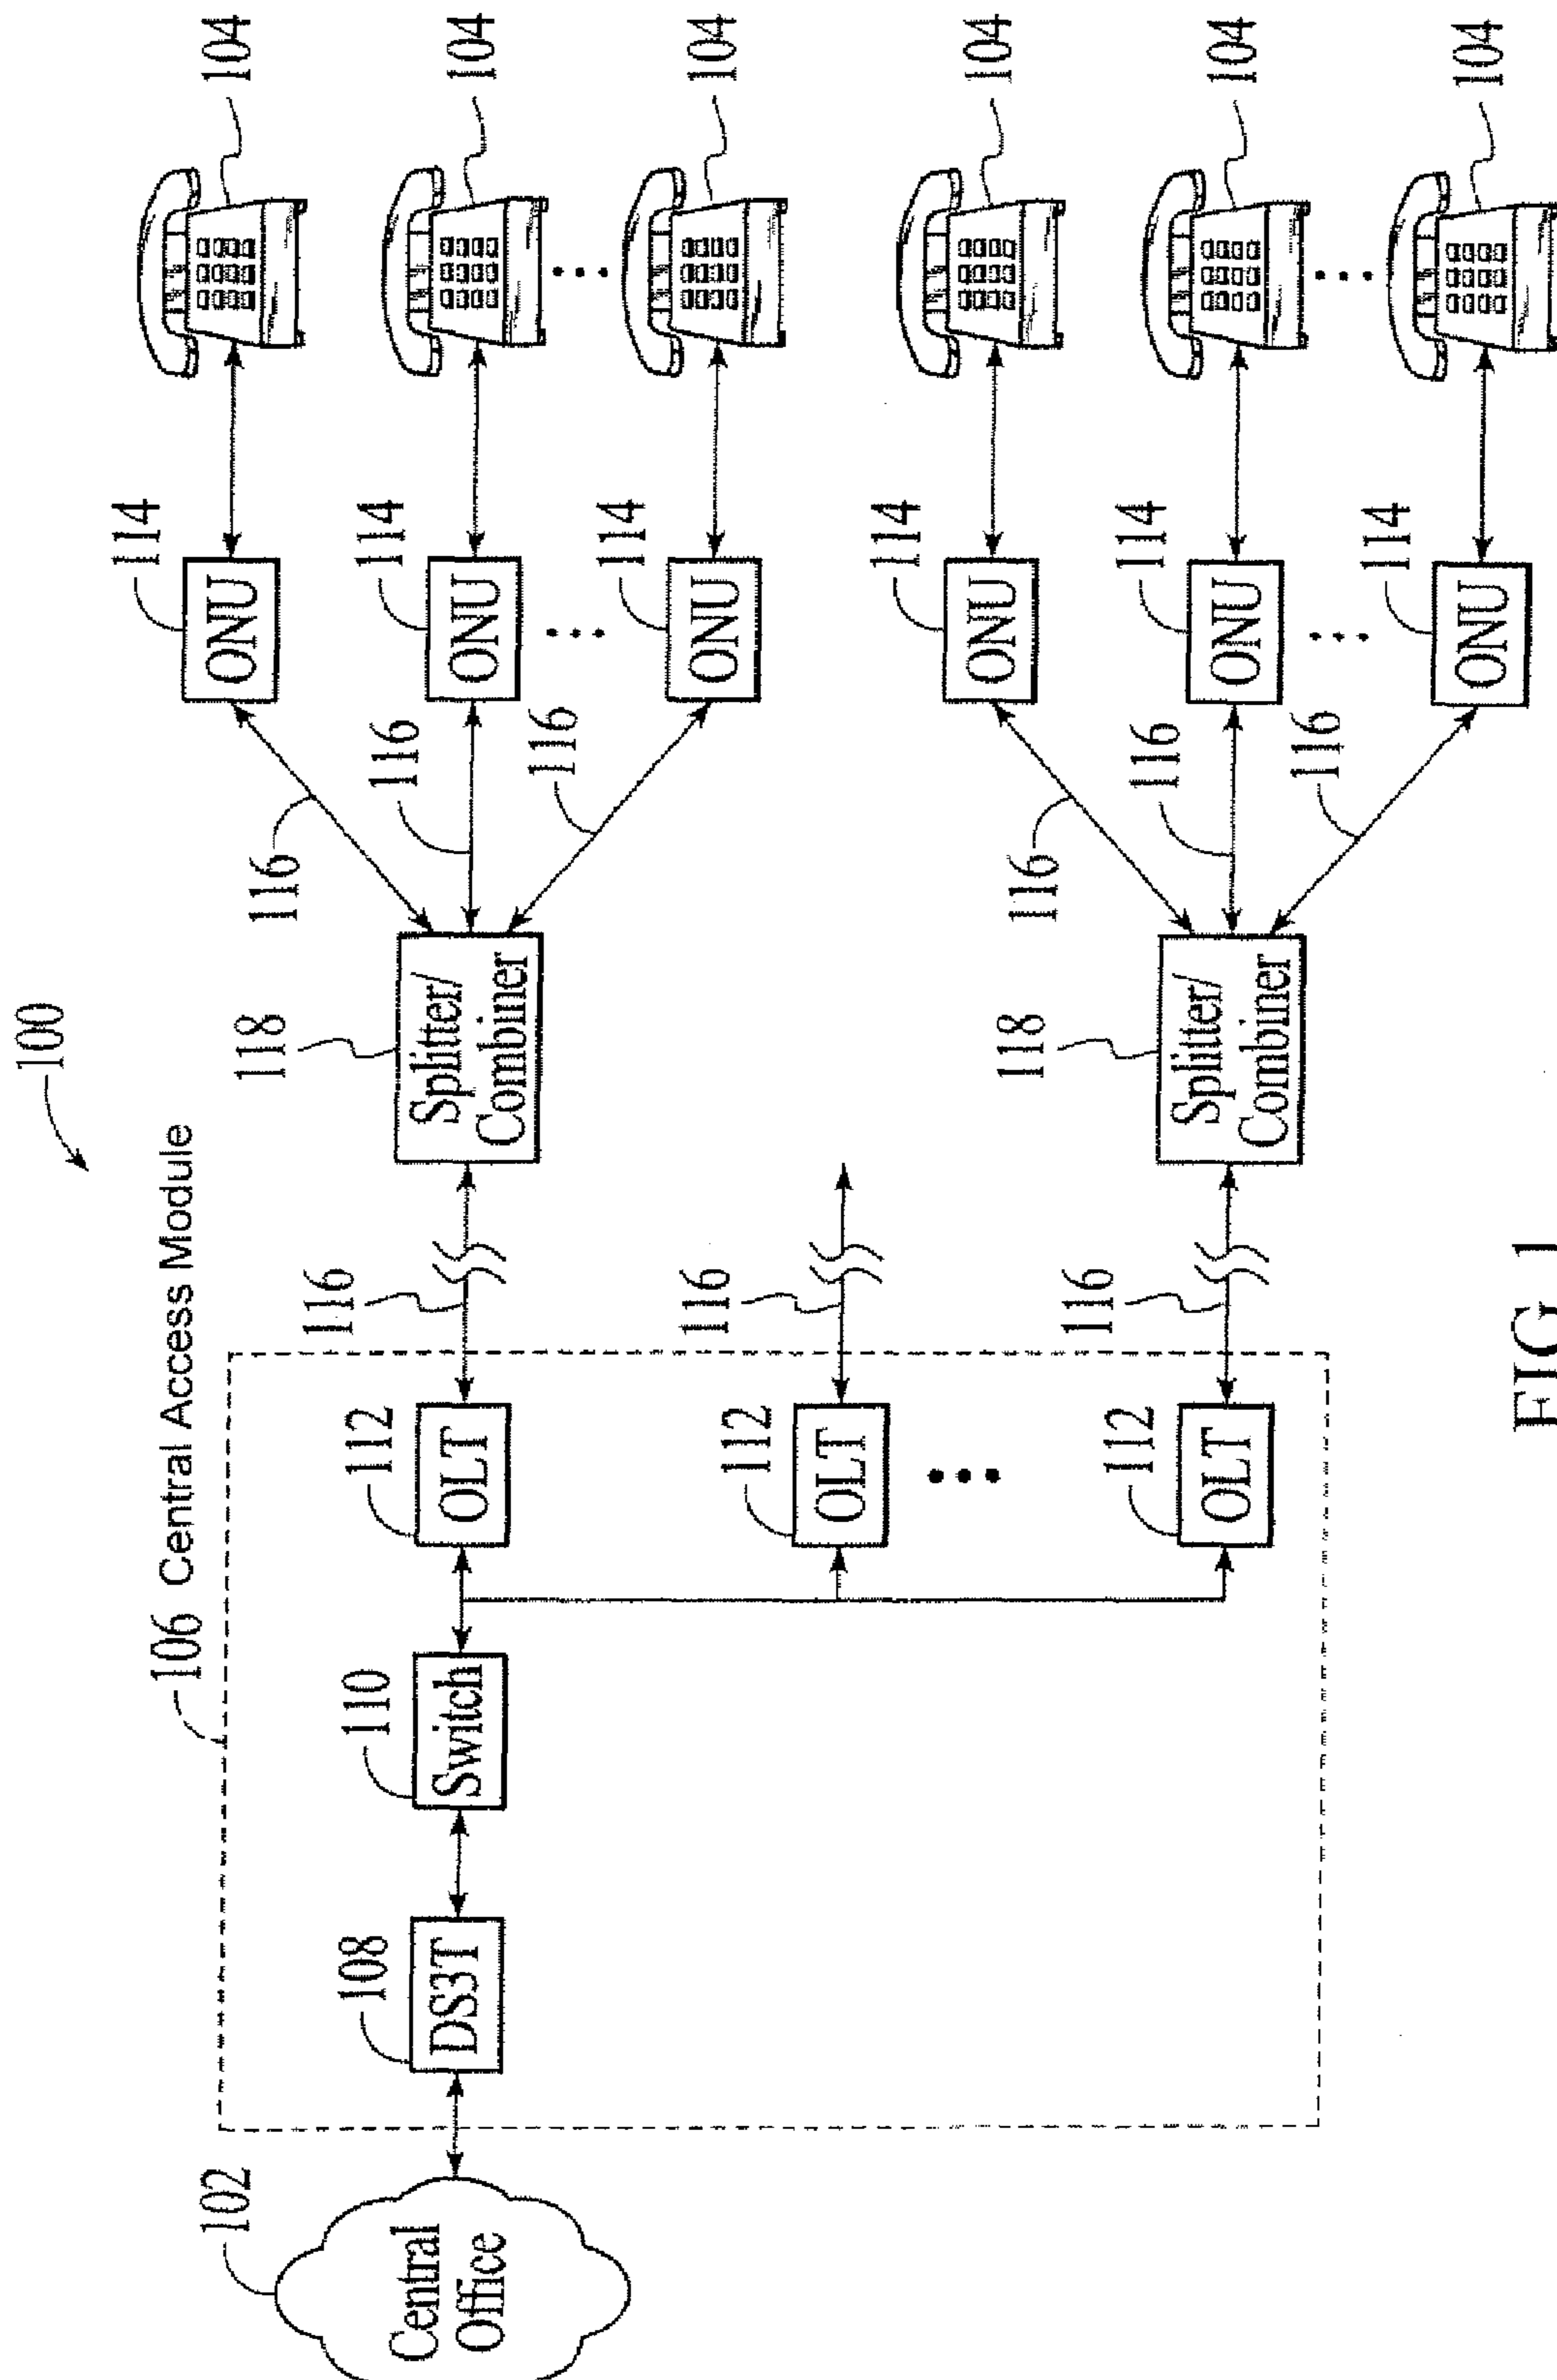 100
106 Central Access Module
102
Central
Office
108
DS3T
110
Switch
112
OLT
116
118
Splitter/
Combiner
116
116
116
114
ONU
104
114
ONU
104
114
ONU
104
112
OLT
116
112
OLT
116
118
Splitter/
Combiner
116
116
116
114
ONU
104
114
ONU
104
114
ONU
104
FIG. 1